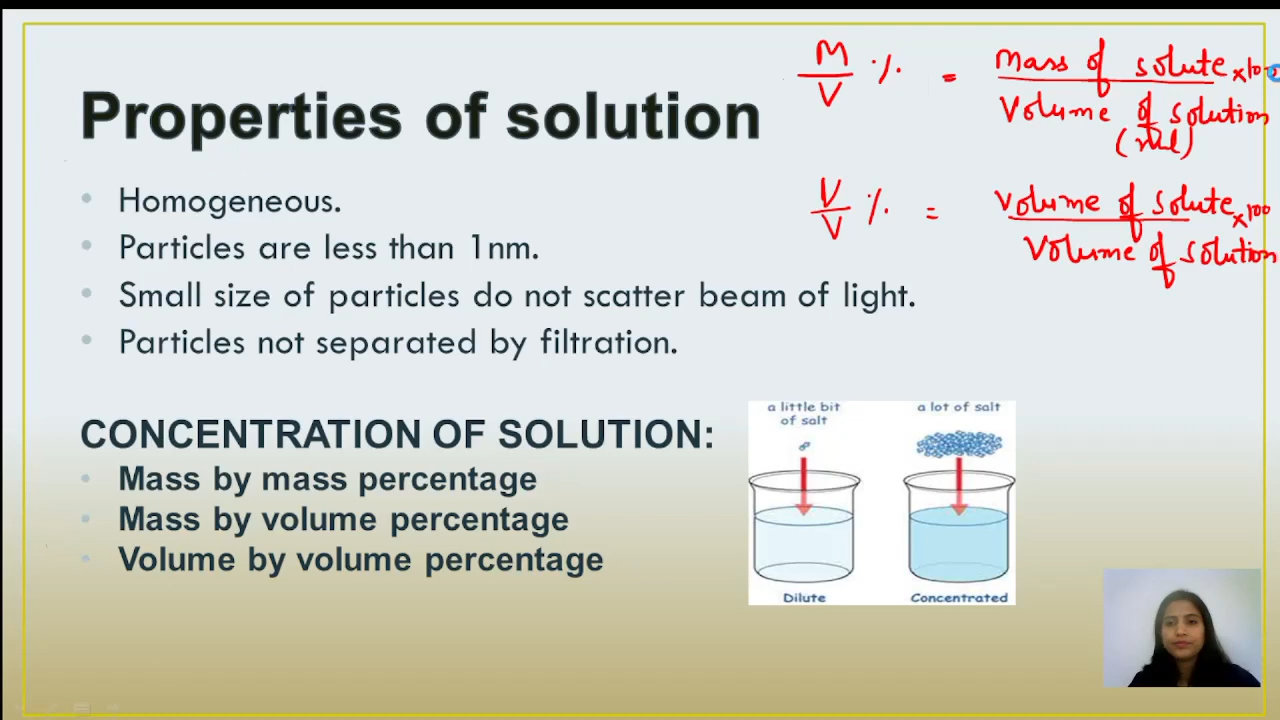 Properties of solution
• Homogeneous.
• Particles are less than 1nm.
• Small size of particles do not scatter beam of light.
• Particles not separated by filtration.
CONCENTRATION OF SOLUTION:
• Mass by mass percentage
• Mass by volume percentage
• Volume by volume percentage
M/V % = Mass of solute ×100
Volume of solution
(ml)
V/V % = Volume of solute ×100
Volume of solution
a little bit
of salt
a lot of salt
Dilute
Concentrated